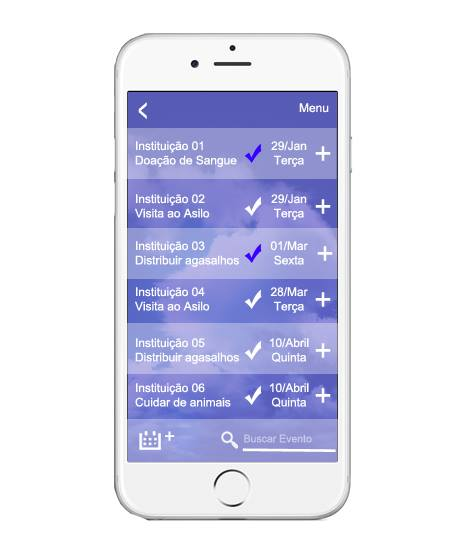 Menu
Instituição 01
Doação de Sangue
29/Jan
Terça
Instituição 02
Visita ao Asilo
29/Jan
Terça
Instituição 03
Distribuir agasalhos
01/Mar
Sexta
Instituição 04
Visita ao Asilo
28/Mar
Terça
Instituição 05
Distribuir agasalhos
10/Abril
Quinta
Instituição 06
Cuidar de animais
10/Abril
Quinta
Buscar Evento